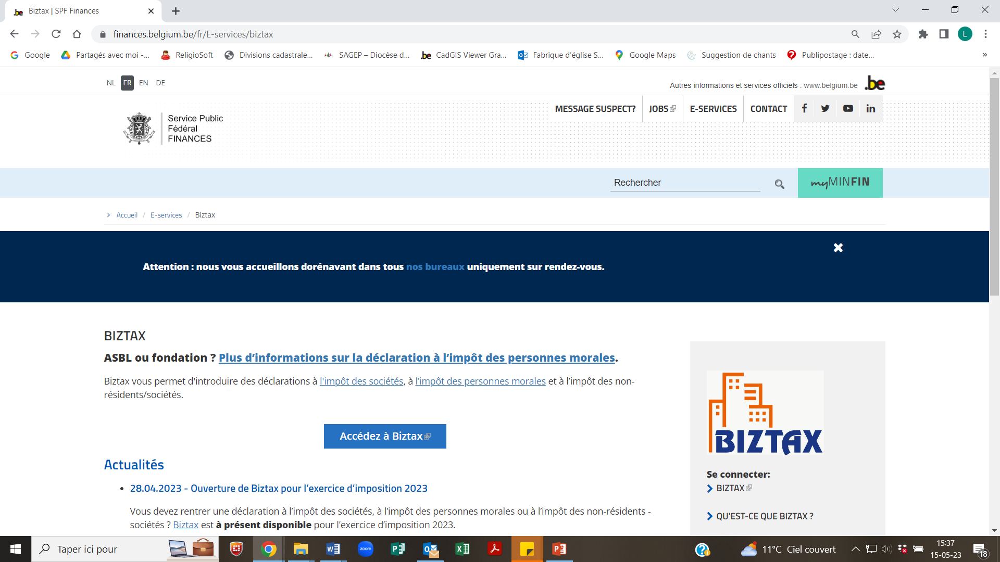 Biztax | SPF Finances
finances.belgium.be/fr/E-services/biztax
L
Google
Partagés avec moi -...
ReligioSoft
Divisions cadastrale...
SAGEP – Diocèse d...
.be
CadGIS Viewer Gra...
Fabrique d'église S...
Google Maps
Suggestion de chants
Publipostage : date...
»
NL FR EN DE
Autres informations et services officiels : www.belgium.be
.be
MESSAGE SUSPECT?
JOBS
E-SERVICES
CONTACT
Service Public
Fédéral
FINANCES
Rechercher
myMINFIN
Accueil / E-services / Biztax
Attention : nous vous accueillons dorénavant dans tous nos bureaux uniquement sur rendez-vous.
BIZTAX
ASBL ou fondation ? Plus d’informations sur la déclaration à l’impôt des personnes morales.
Biztax vous permet d'introduire des déclarations à l'impôt des sociétés, à l’impôt des personnes morales et à l’impôt des non-
résidents/sociétés.
Accédez à Biztax
Actualités
28.04.2023 - Ouverture de Biztax pour l’exercice d’imposition 2023
Vous devez rentrer une déclaration à l’impôt des sociétés, à l’impôt des personnes morales ou à l’impôt des non-résidents -
sociétés ? Biztax est à présent disponible pour l’exercice d’imposition 2023.
BIZTAX
Se connecter:
BIZTAX
QU'EST-CE QUE BIZTAX ?
Taper ici pour
zoom
11°C Ciel couvert
15:37
15-05-23
18